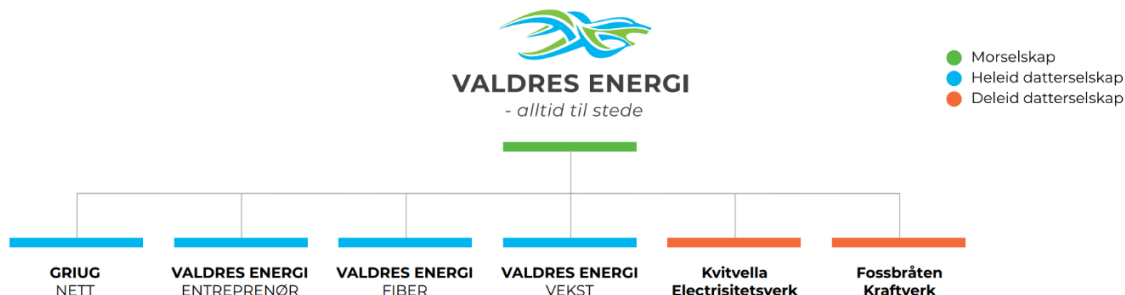 VALDRES ENERGI
- alltid til stede
Morselskap
Heleid datterselskap
Deleid datterselskap
GRIUG
NETT
VALDRES ENERGI
ENTREPRENØR
VALDRES ENERGI
FIBER
VALDRES ENERGI
VEKST
Kvitvella
Electrisitetsverk
Fossbråten
Kraftverk